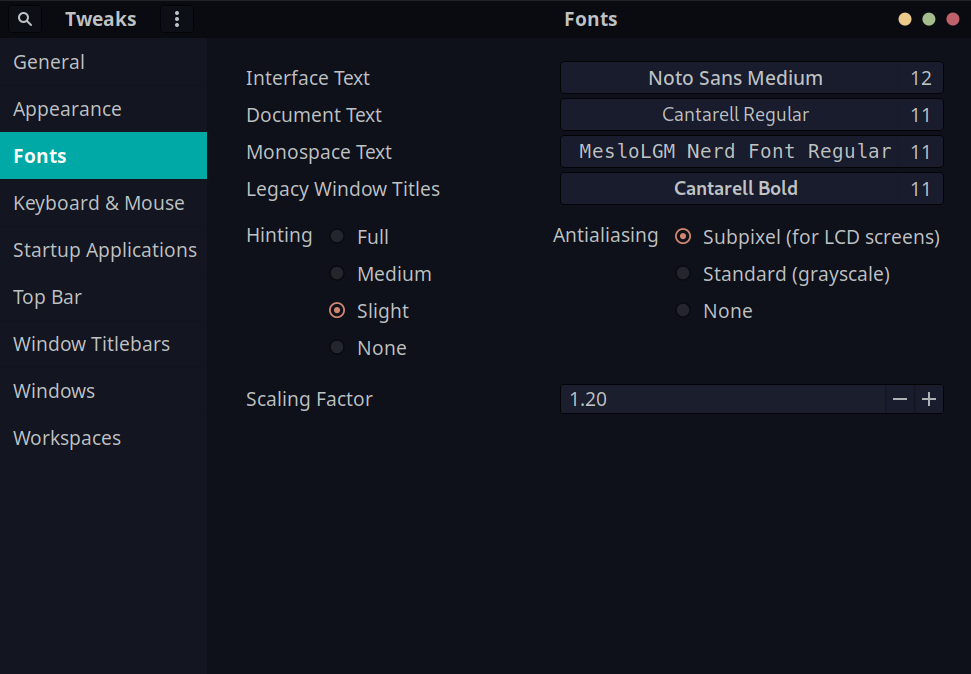 Tweaks
Fonts
General
Appearance
Fonts
Keyboard & Mouse
Startup Applications
Top Bar
Window Titlebars
Windows
Workspaces
Interface Text Noto Sans Medium 12
Document Text Cantarell Regular 11
Monospace Text MesloLGM Nerd Font Regular 11
Legacy Window Titles Cantarell Bold 11
Hinting Full Antialiasing Subpixel (for LCD screens)
Medium Standard (grayscale)
Slight None
None
Scaling Factor 1.20